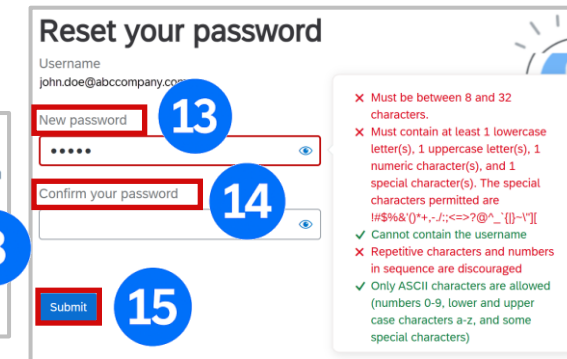 Reset your password
Username
john.doe@abccompany.com
New password
13
•••••
Confirm your password
14
Submit
15
Must be between 8 and 32
characters.
Must contain at least 1 lowercase
letter(s), 1 uppercase letter(s), 1
numeric character(s), and 1
special character(s). The special
characters permitted are
!#$%&'()*+,-./:;<=>?@^_`{|}~\"][
Cannot contain the username
Repetitive characters and numbers
in sequence are discouraged
Only ASCII characters are allowed
(numbers 0-9, lower and upper
case characters a-z, and some
special characters)